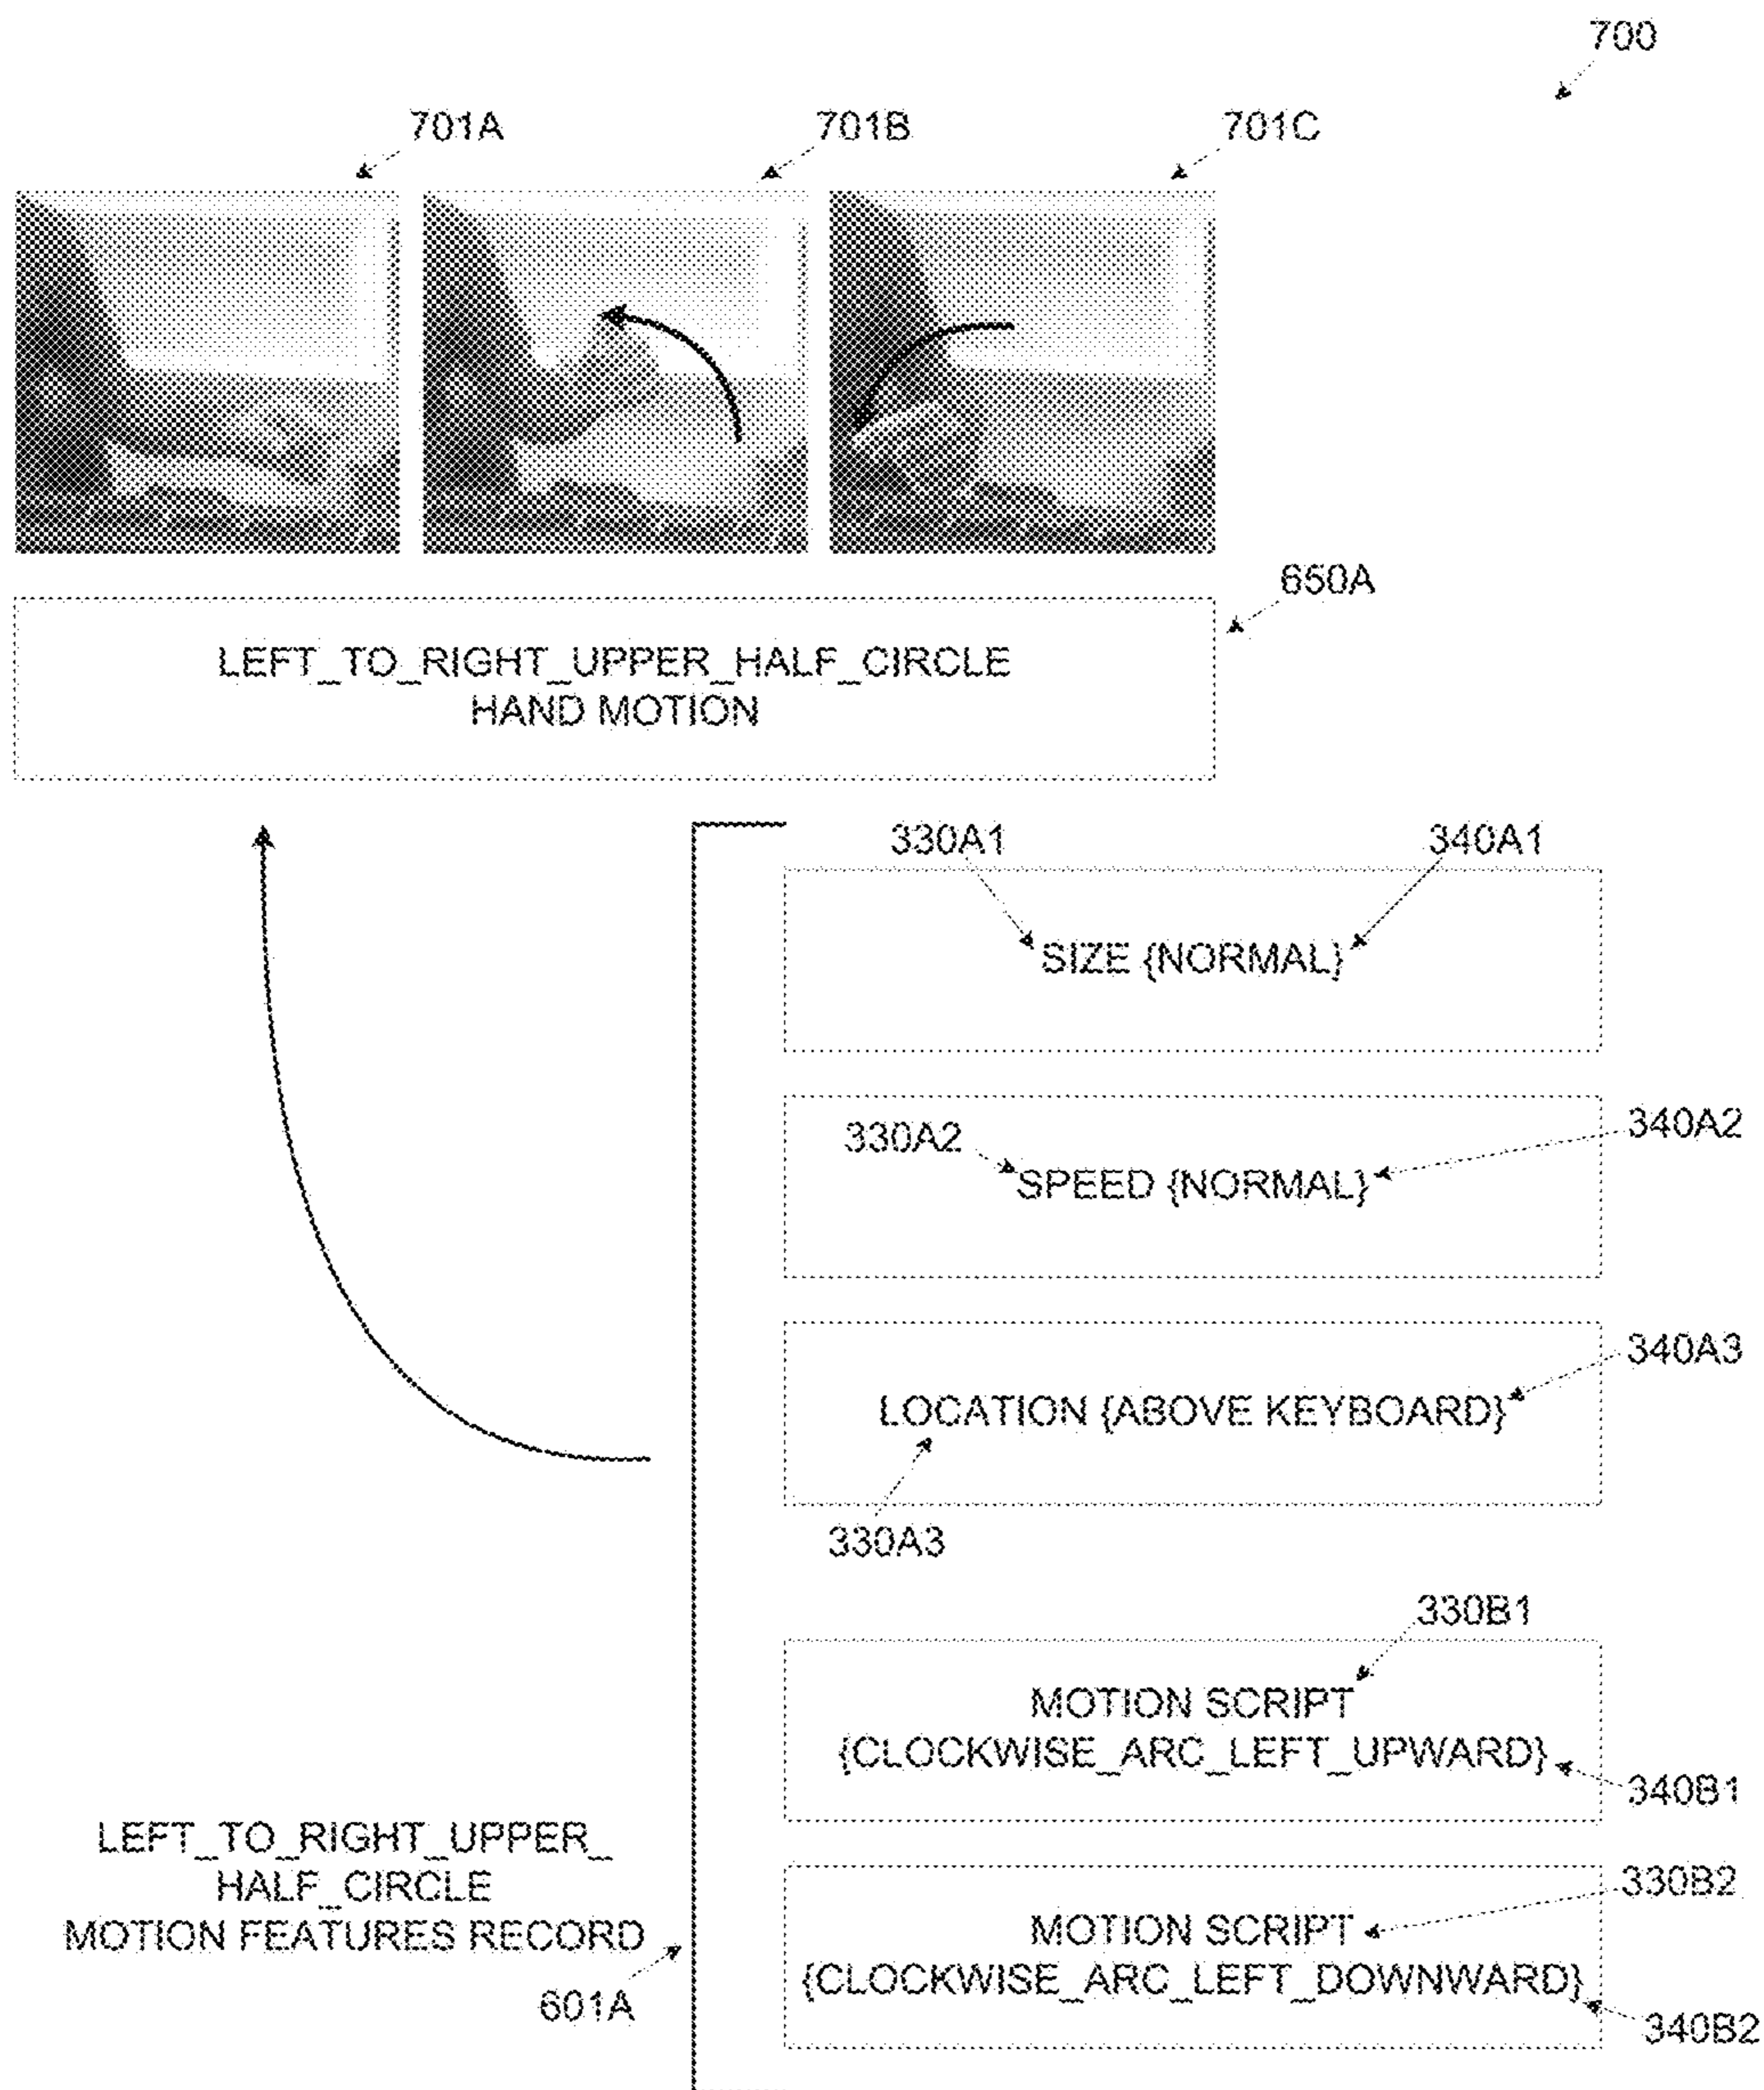 700
701A
701B
701C
650A
LEFT_TO_RIGHT_UPPER_HALF_CIRCLE
HAND MOTION
330A1
340A1
SIZE {NORMAL}
330A2
340A2
SPEED {NORMAL}
340A3
LOCATION {ABOVE KEYBOARD}
330A3
330B1
MOTION SCRIPT
{CLOCKWISE_ARC_LEFT_UPWARD}
340B1
LEFT_TO_RIGHT_UPPER_
HALF_CIRCLE
MOTION FEATURES RECORD
601A
330B2
MOTION SCRIPT
{CLOCKWISE_ARC_LEFT_DOWNWARD}
340B2